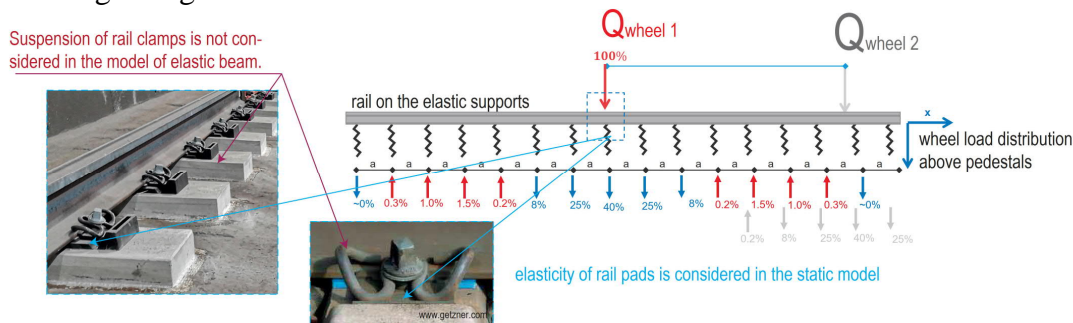 Suspension of rail clamps is not con-
sidered in the model of elastic beam.
Qwheel 1
100%
Qwheel 2
rail on the elastic supports
x
wheel load distribution
above pedestals
a a a a a a a a a a a a a a a
~0% 0.3% 1.0% 1.5% 0.2% 8% 25% 40% 25% 8% 0.2% 1.5% 1.0% 0.3% ~0%
0.2% 8% 25% 40% 25%
elasticity of rail pads is considered in the static model
www.getzner.com